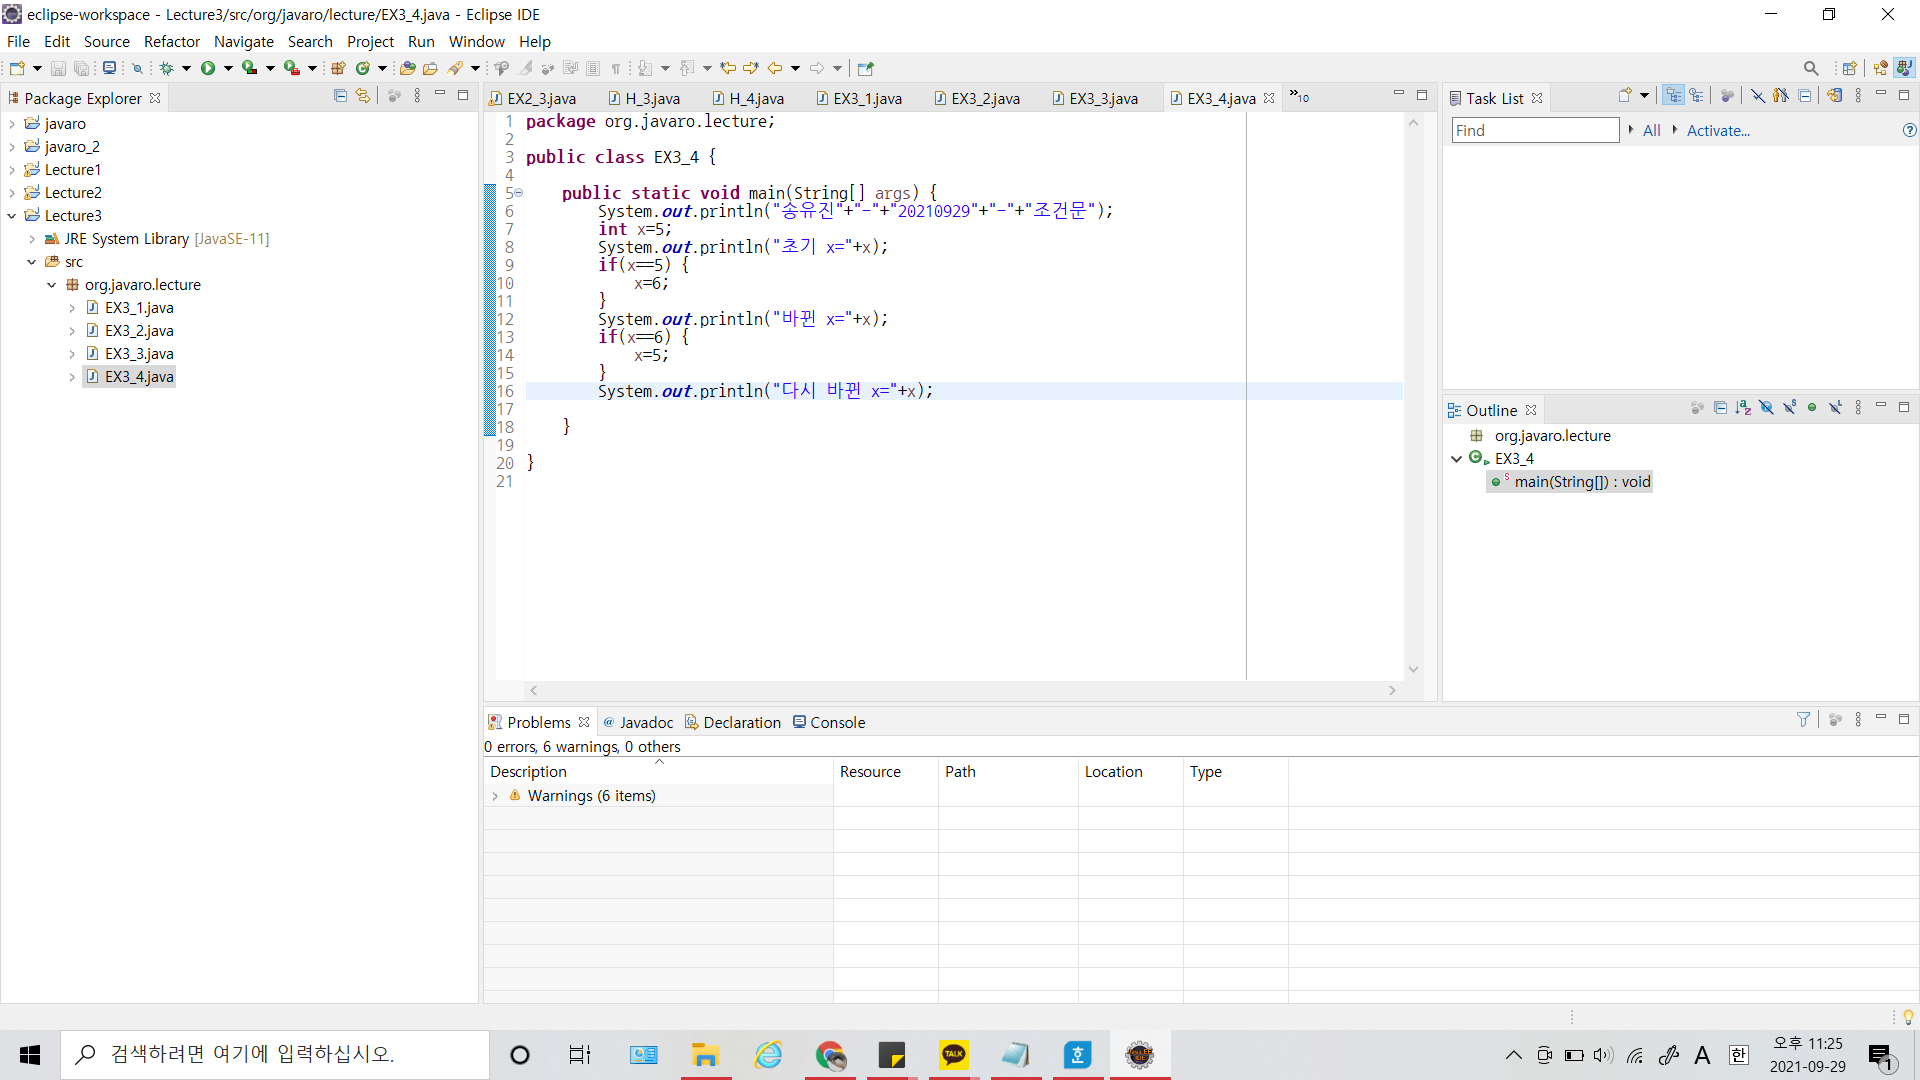 eclipse-workspace - Lecture3/src/org/javaro/lecture/EX3_4.java - Eclipse IDE
File Edit Source Refactor Navigate Search Project Run Window Help
Package Explorer
javaro
javaro_2
Lecture1
Lecture2
Lecture3
JRE System Library [JavaSE-11]
src
org.javaro.lecture
EX3_1.java
EX3_2.java
EX3_3.java
EX3_4.java
EX2_3.java H_3.java H_4.java EX3_1.java EX3_2.java EX3_3.java EX3_4.java »10
1 package org.javaro.lecture;
2
3 public class EX3_4 {
4
5 public static void main(String[] args) {
6 System.out.println("송유진"+"-"+"20210929"+"-"+"조건문");
7 int x=5;
8 System.out.println("초기 x="+x);
9 if(x==5) {
10 x=6;
11 }
12 System.out.println("바뀐 x="+x);
13 if(x==6) {
14 x=5;
15 }
16 System.out.println("다시 바뀐 x="+x);
17
18 }
19
20 }
21
Task List
Find All Activate...
Outline
org.javaro.lecture
EX3_4
main(String[]) : void
Problems @ Javadoc Declaration Console
0 errors, 6 warnings, 0 others
Description Resource Path Location Type
Warnings (6 items)
검색하려면 여기에 입력하십시오.
TALK
A 한
오후 11:25
2021-09-29
1